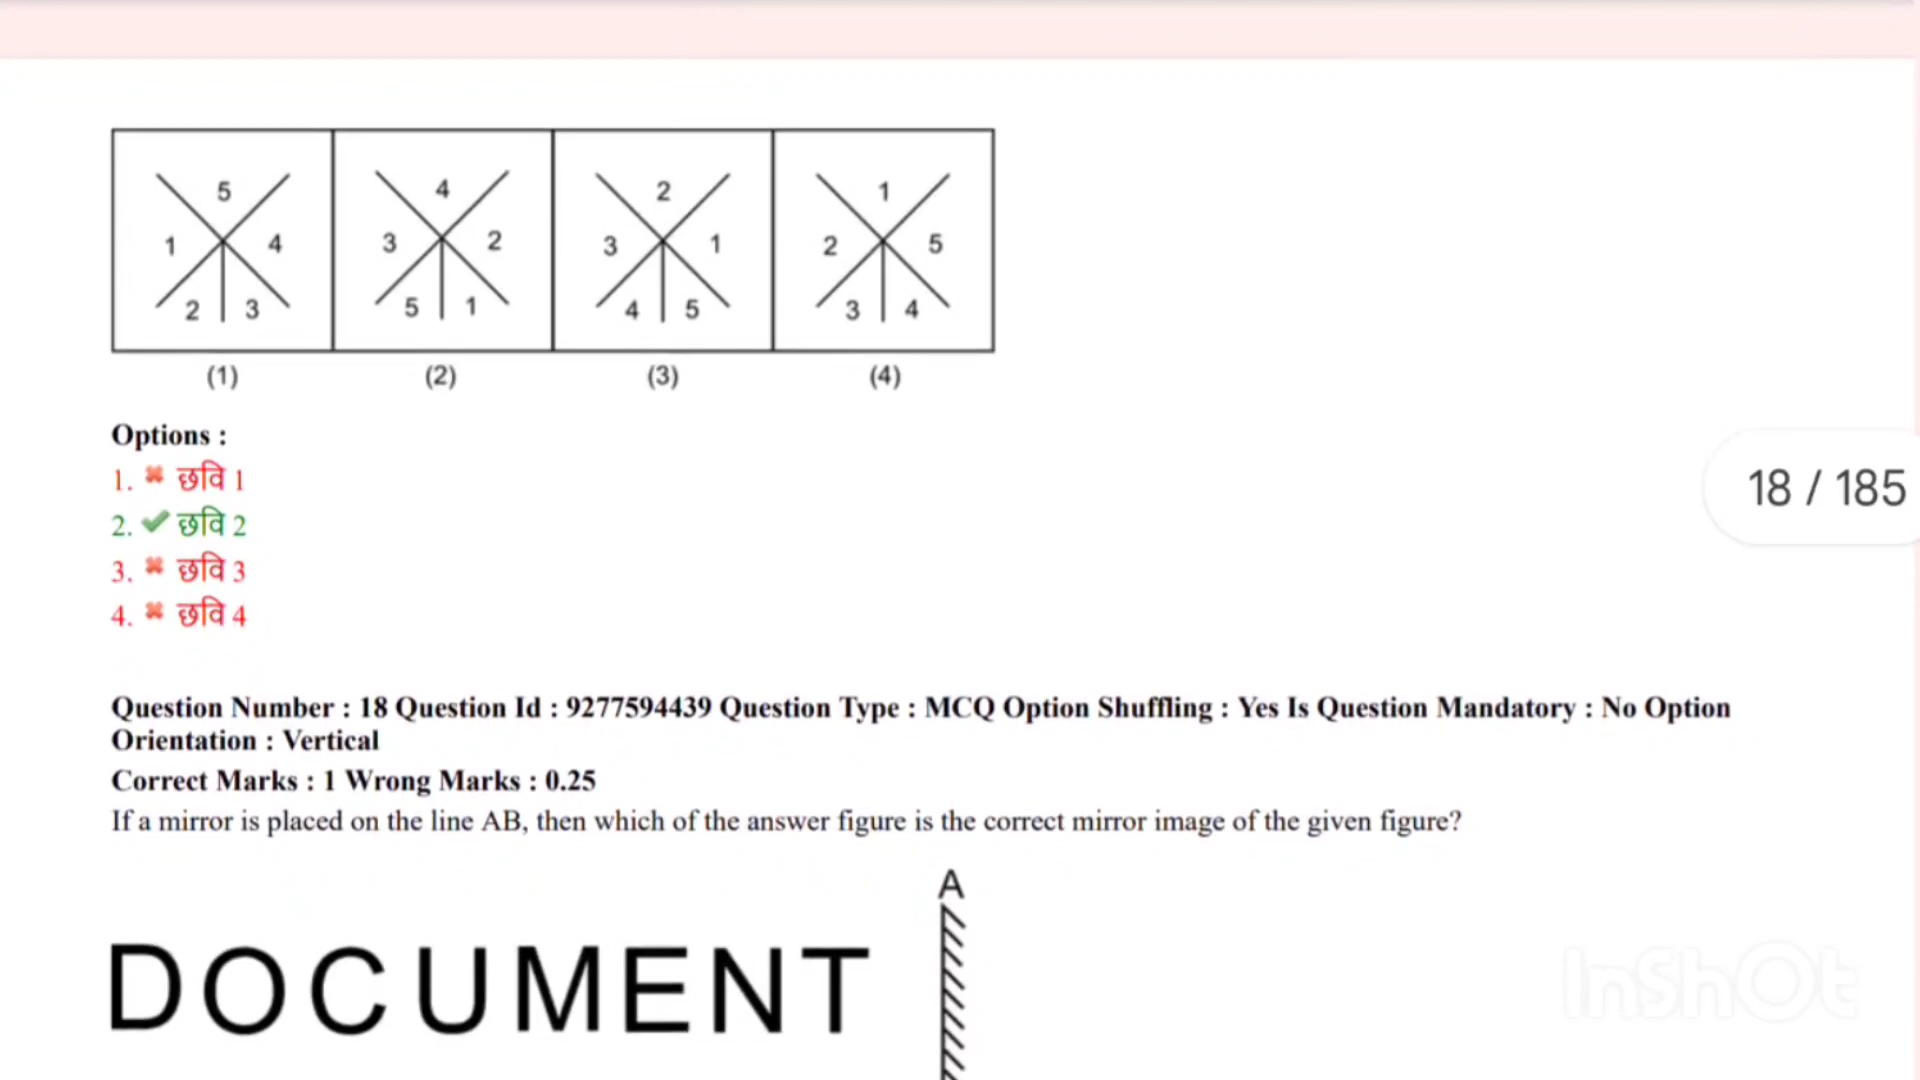 5 4 2 1
1 4 3 2 3 1 2 5
2 3 5 1 4 5 3 4
(1) (2) (3) (4)
Options :
1. ✖ छवि 1
2. ✔ छवि 2
3. ✖ छवि 3
4. ✖ छवि 4
18 / 185
Question Number : 18 Question Id : 9277594439 Question Type : MCQ Option Shuffling : Yes Is Question Mandatory : No Option
Orientation : Vertical
Correct Marks : 1 Wrong Marks : 0.25
If a mirror is placed on the line AB, then which of the answer figure is the correct mirror image of the given figure?
A
DOCUMENT
InShOt